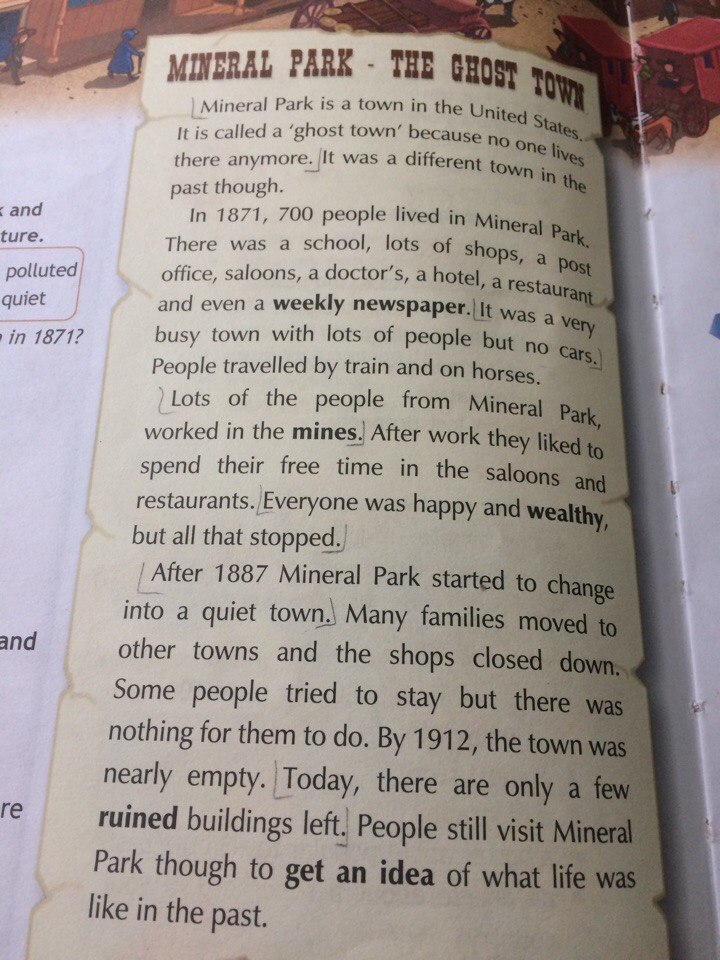 MINERAL PARK - THE GHOST TOWN
Mineral Park is a town in the United States.
It is called a 'ghost town' because no one lives
there anymore. It was a different town in the
past though.
In 1871, 700 people lived in Mineral Park.
There was a school, lots of shops, a post
office, saloons, a doctor's, a hotel, a restaurant
and even a weekly newspaper. It was a very
busy town with lots of people but no cars.
People travelled by train and on horses.
Lots of the people from Mineral Park,
worked in the mines. After work they liked to
spend their free time in the saloons and
restaurants. Everyone was happy and wealthy,
but all that stopped.
After 1887 Mineral Park started to change
into a quiet town. Many families moved to
other towns and the shops closed down.
Some people tried to stay but there was
nothing for them to do. By 1912, the town was
nearly empty. Today, there are only a few
ruined buildings left. People still visit Mineral
Park though to get an idea of what life was
like in the past.
and
ture.
polluted
quiet
in 1871?
and
re